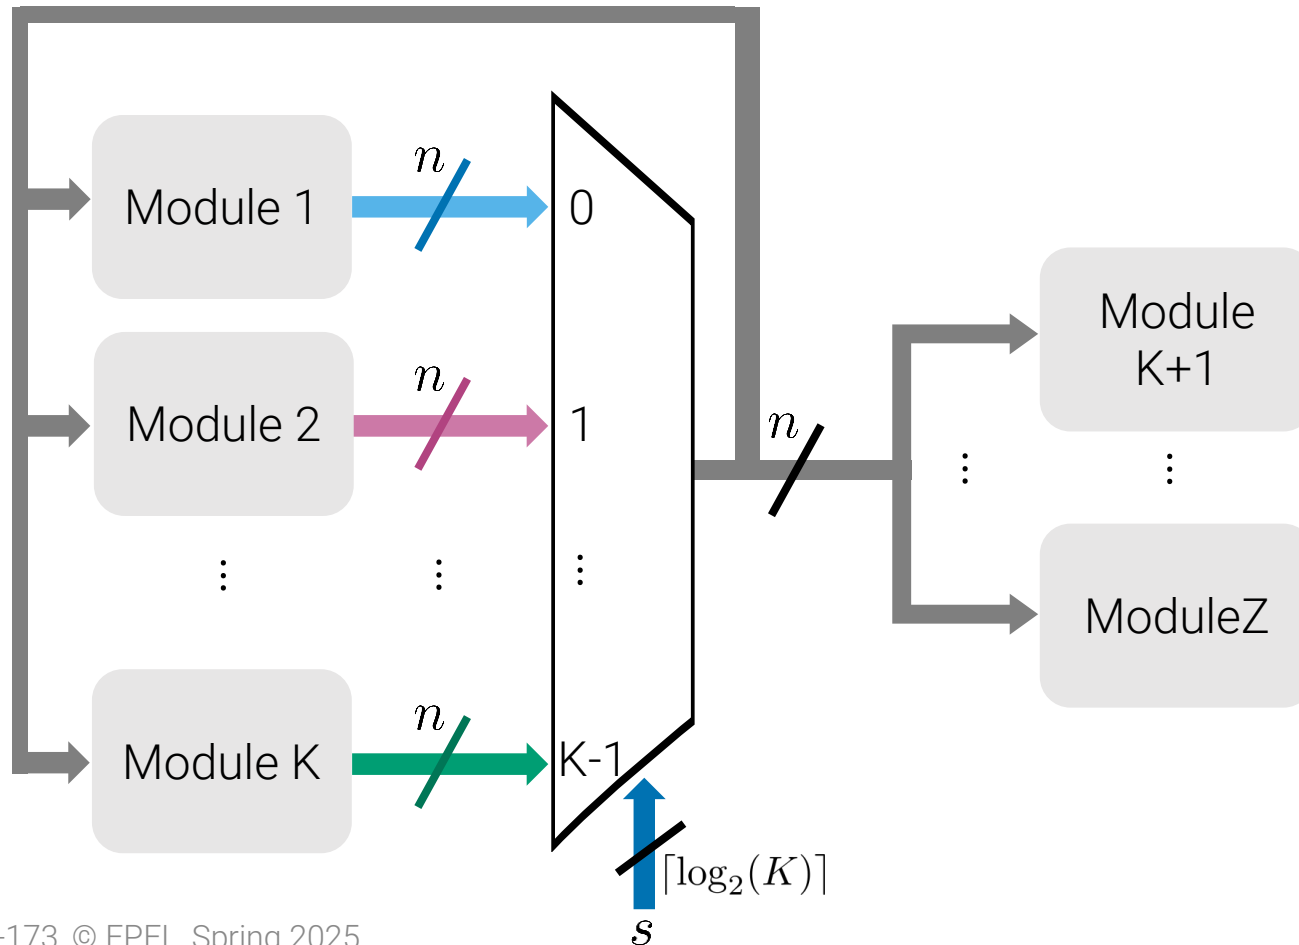 n
Module 1
0
Module
K+1
n
Module 2
1
n
⋮
⋮
⋮
⋮
⋮
ModuleZ
n
Module K
K-1
⌈log₂(K)⌉
s
-173 © EPFL, Spring 2025